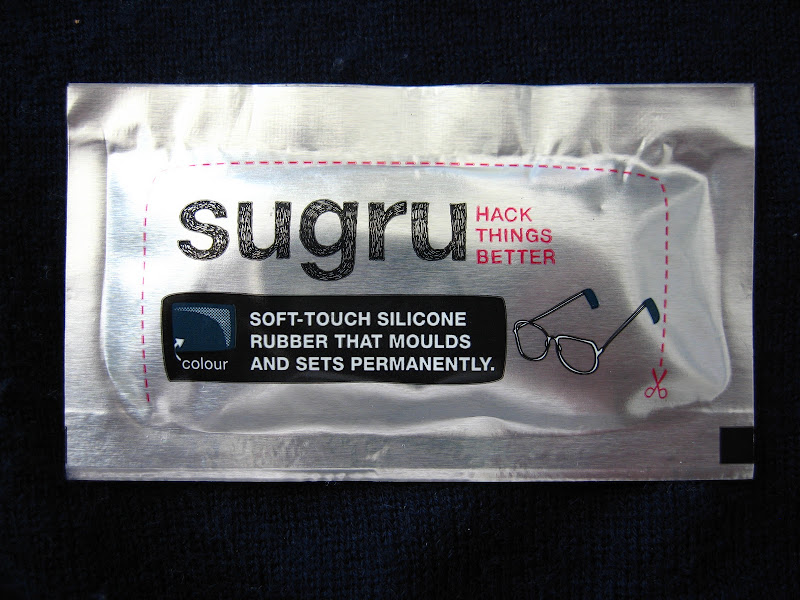 sugru
HACK
THINGS
BETTER
SOFT-TOUCH SILICONE
RUBBER THAT MOULDS
AND SETS PERMANENTLY.
colour